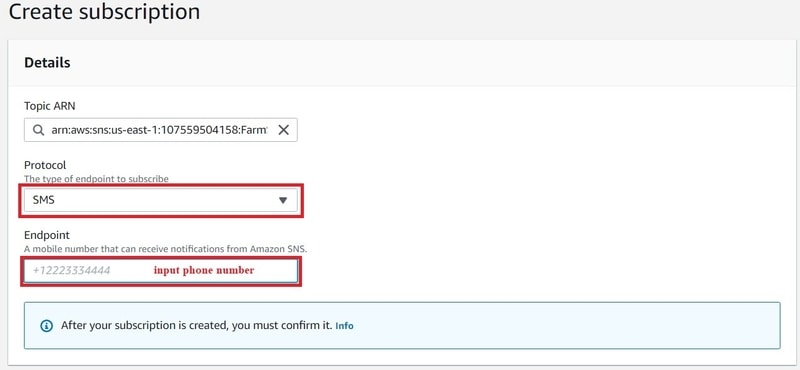 Create subscription
Details
Topic ARN
arn:aws:sns:us-east-1:107559504158:Farm
Protocol
The type of endpoint to subscribe
SMS
Endpoint
A mobile number that can receive notifications from Amazon SNS.
+12223334444 input phone number
After your subscription is created, you must confirm it. Info